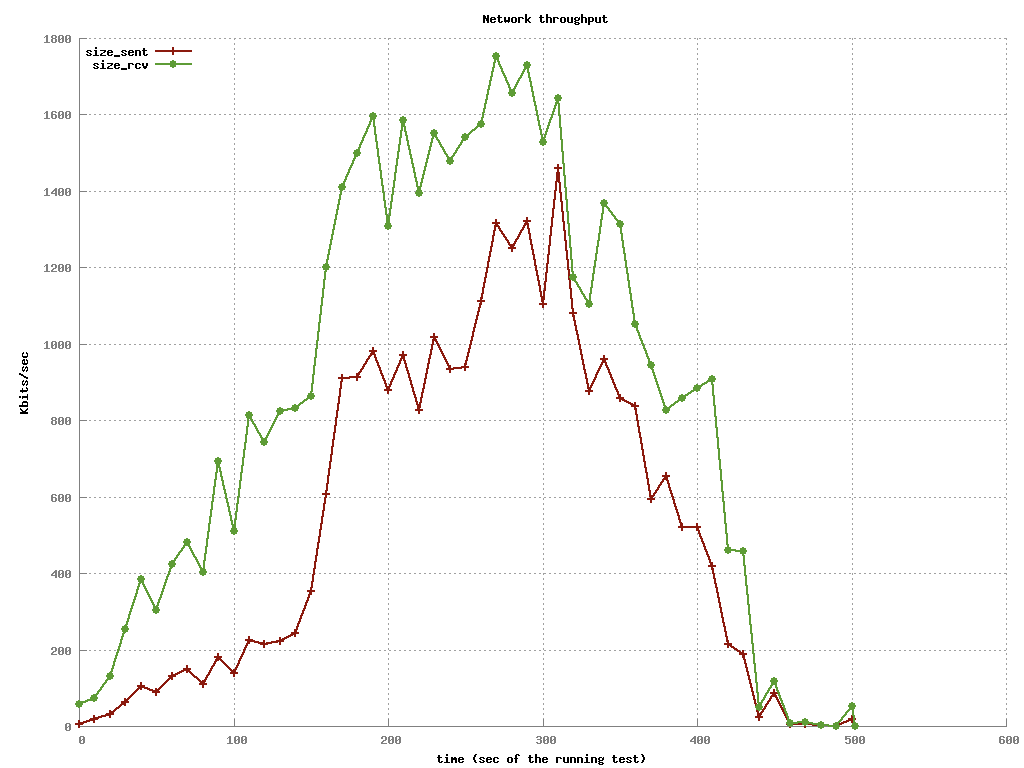 Network throughput
size_sent
size_rcv
1800
1600
1400
1200
1000
800
600
400
200
0
Kbits/sec
0 100 200 300 400 500 600
time (sec of the running test)